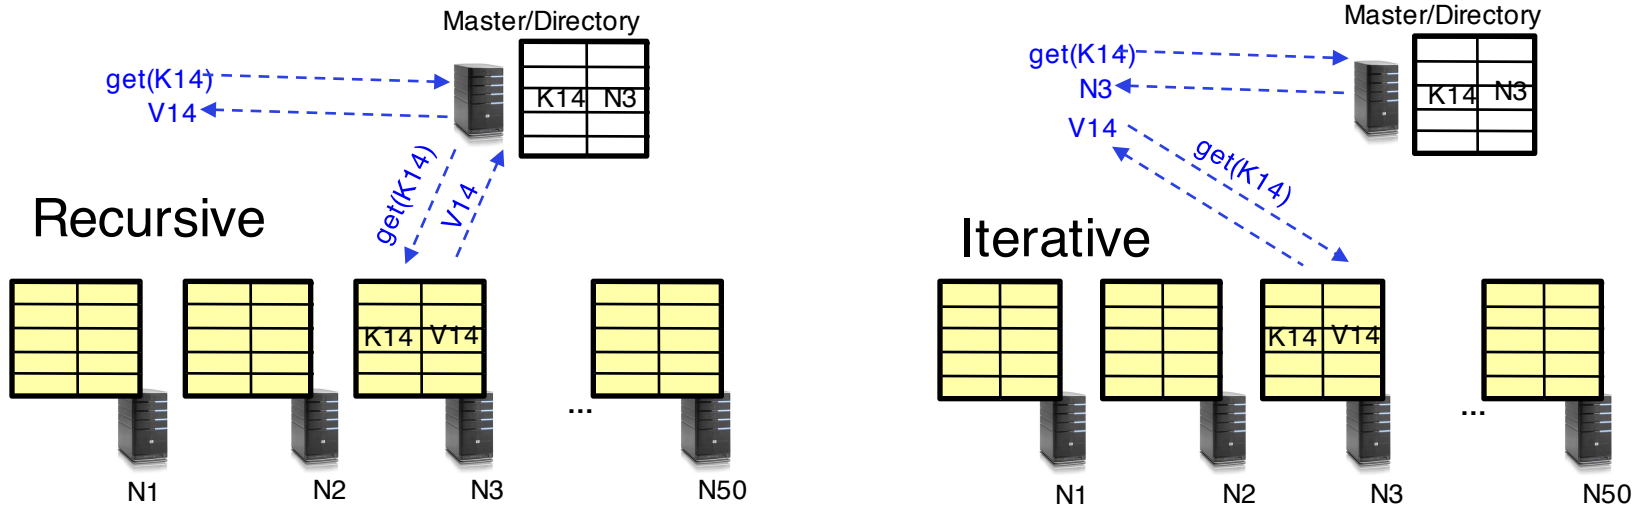 Master/Directory
get(K14)
V14
K14 N3
get(K14)
V14
Recursive
K14 V14
...
N1
N2
N3
N50
Master/Directory
get(K14)
N3
K14 N3
V14
get(K14)
Iterative
K14 V14
...
N1
N2
N3
N50